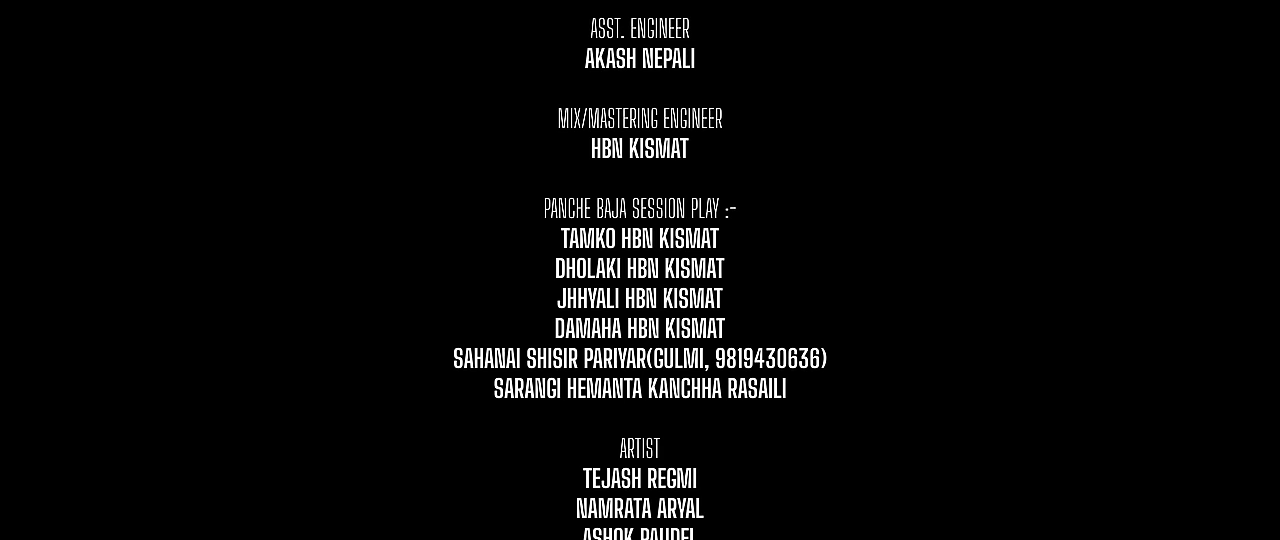 ASST. ENGINEER
AKASH NEPALI
MIX/MASTERING ENGINEER
HBN KISMAT
PANCHE BAJA SESSION PLAY :-
TAMKO HBN KISMAT
DHOLAKI HBN KISMAT
JHHYALI HBN KISMAT
DAMAHA HBN KISMAT
SAHANAI SHISIR PARIYAR(GULMI, 9819430636)
SARANGI HEMANTA KANCHHA RASAILI
ARTIST
TEJASH REGMI
NAMRATA ARYAL
ASHOK PAUDEL